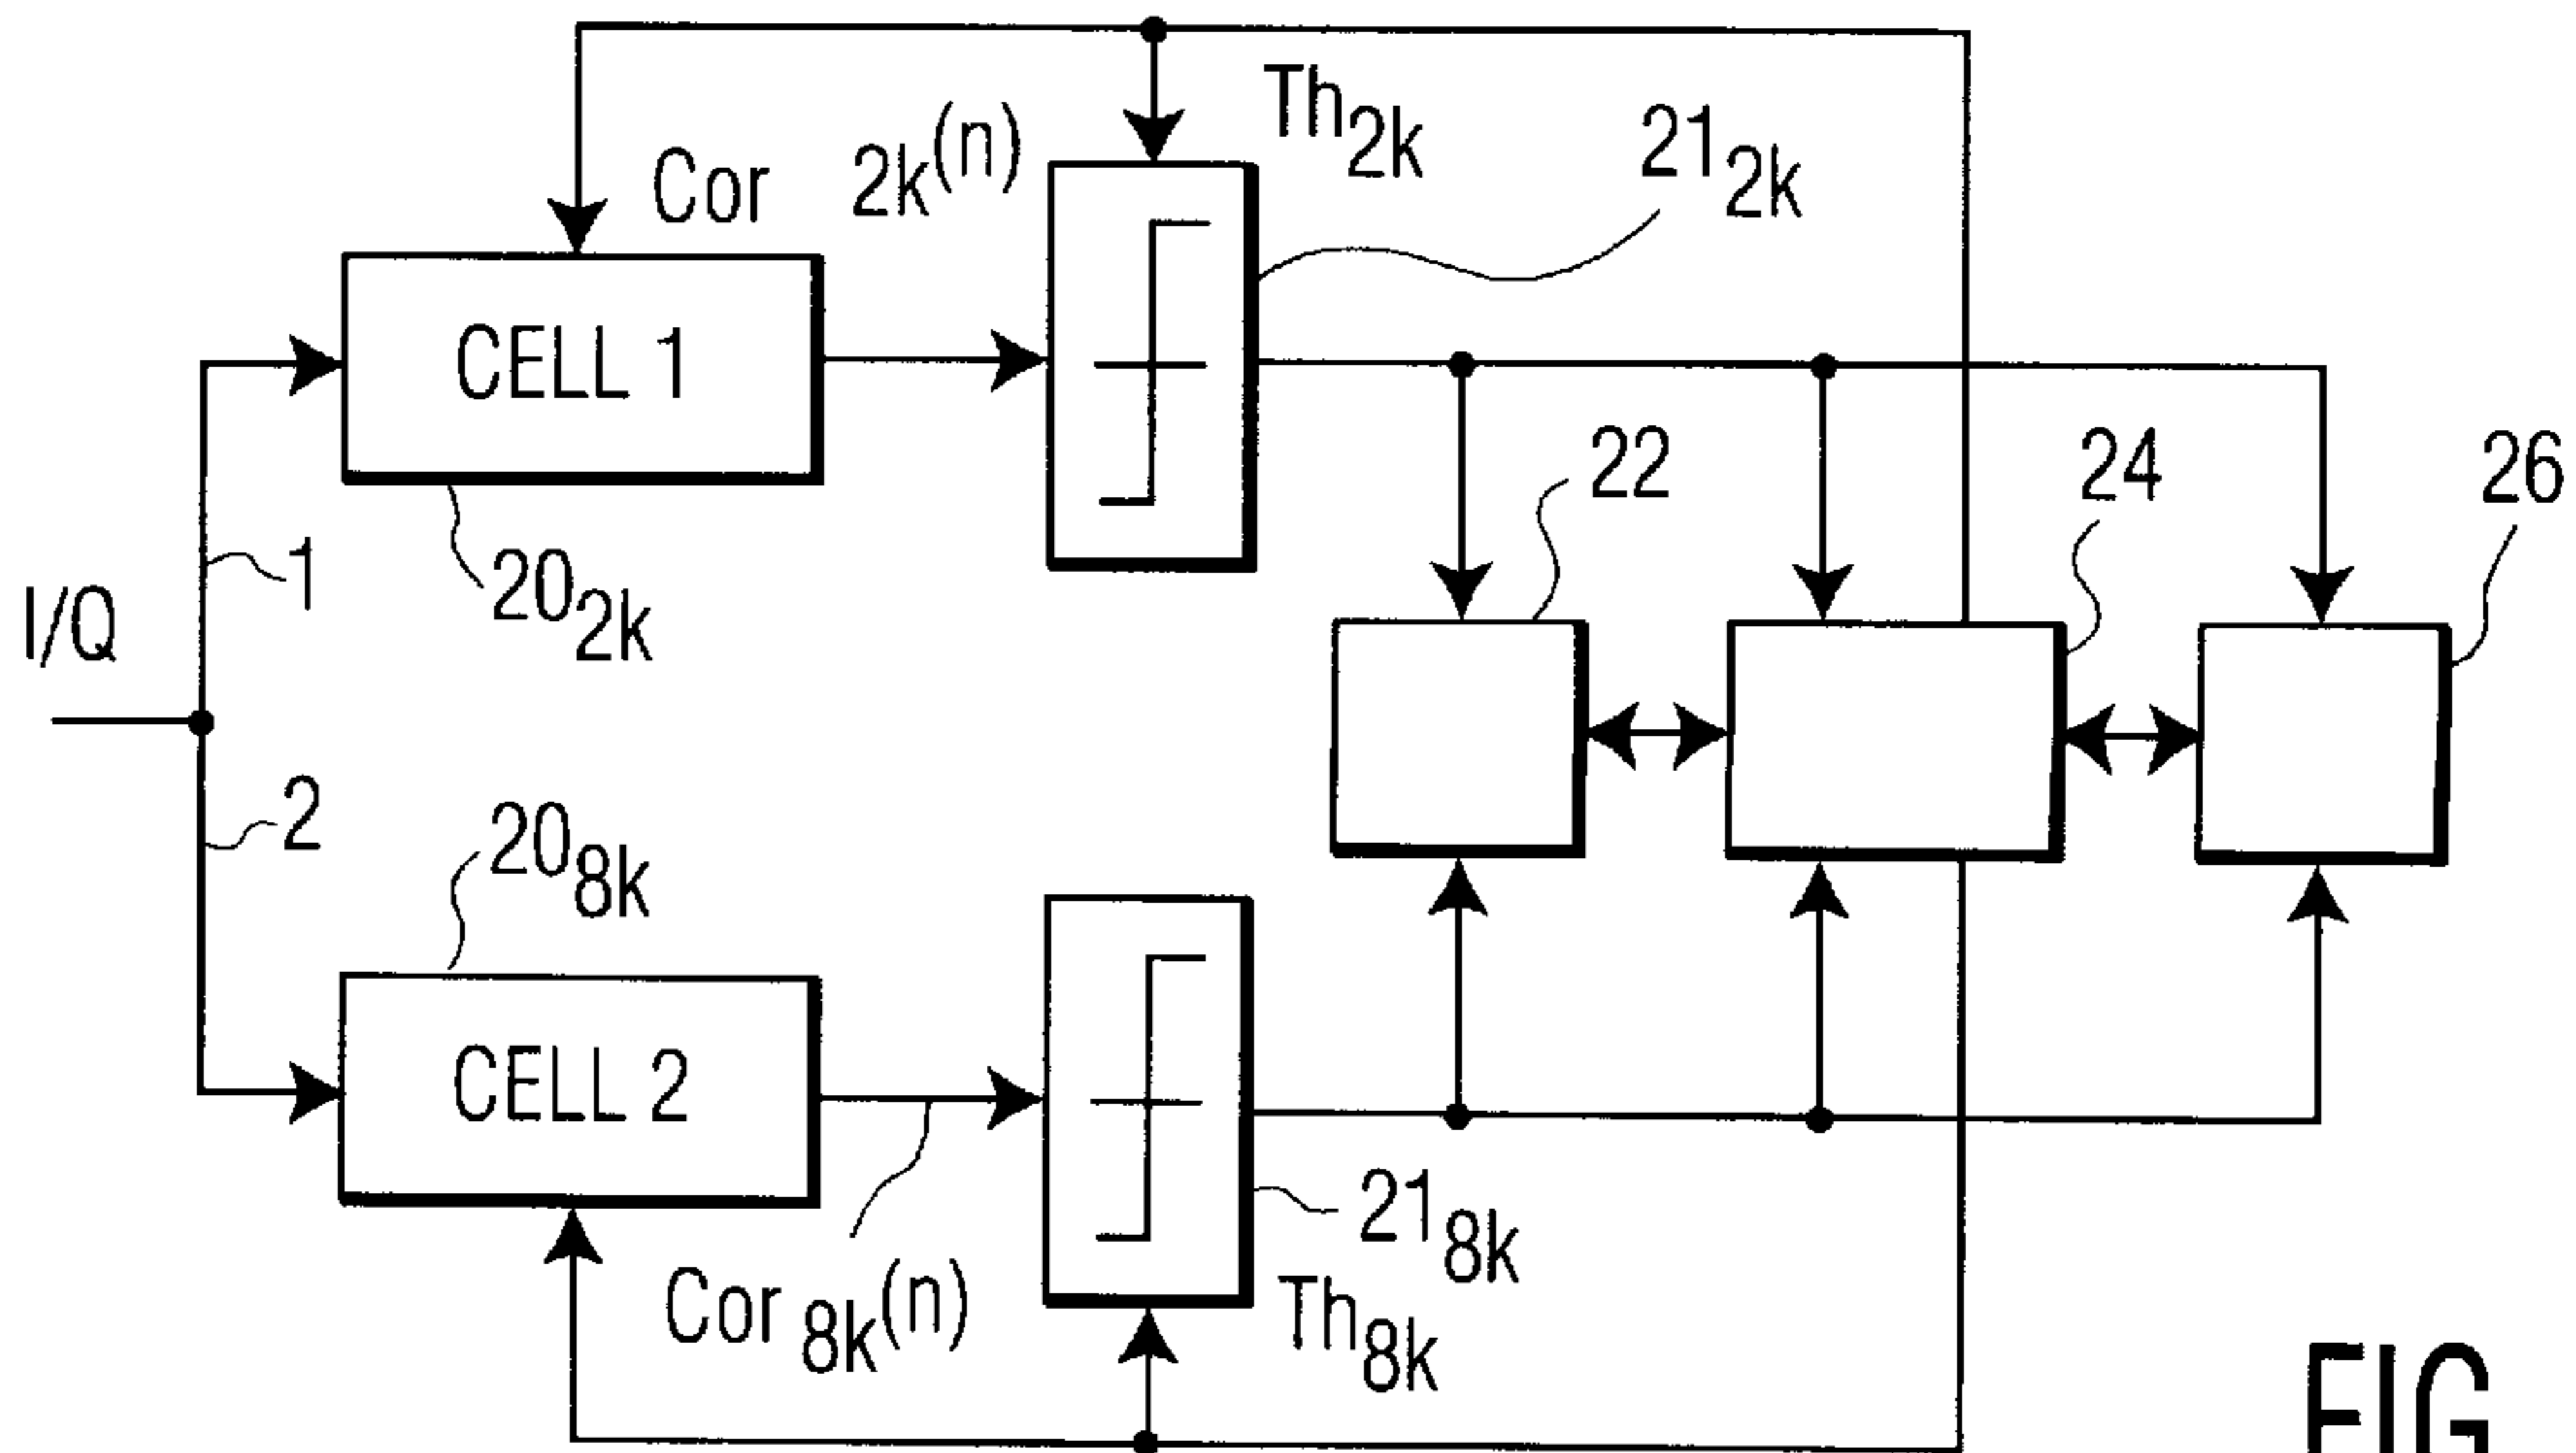 Cor 2k(n)
Th2k
212k
CELL 1
22
24
26
1
202k
I/Q
2
208k
CELL 2
218k
Cor 8k(n)
Th8k
FIG